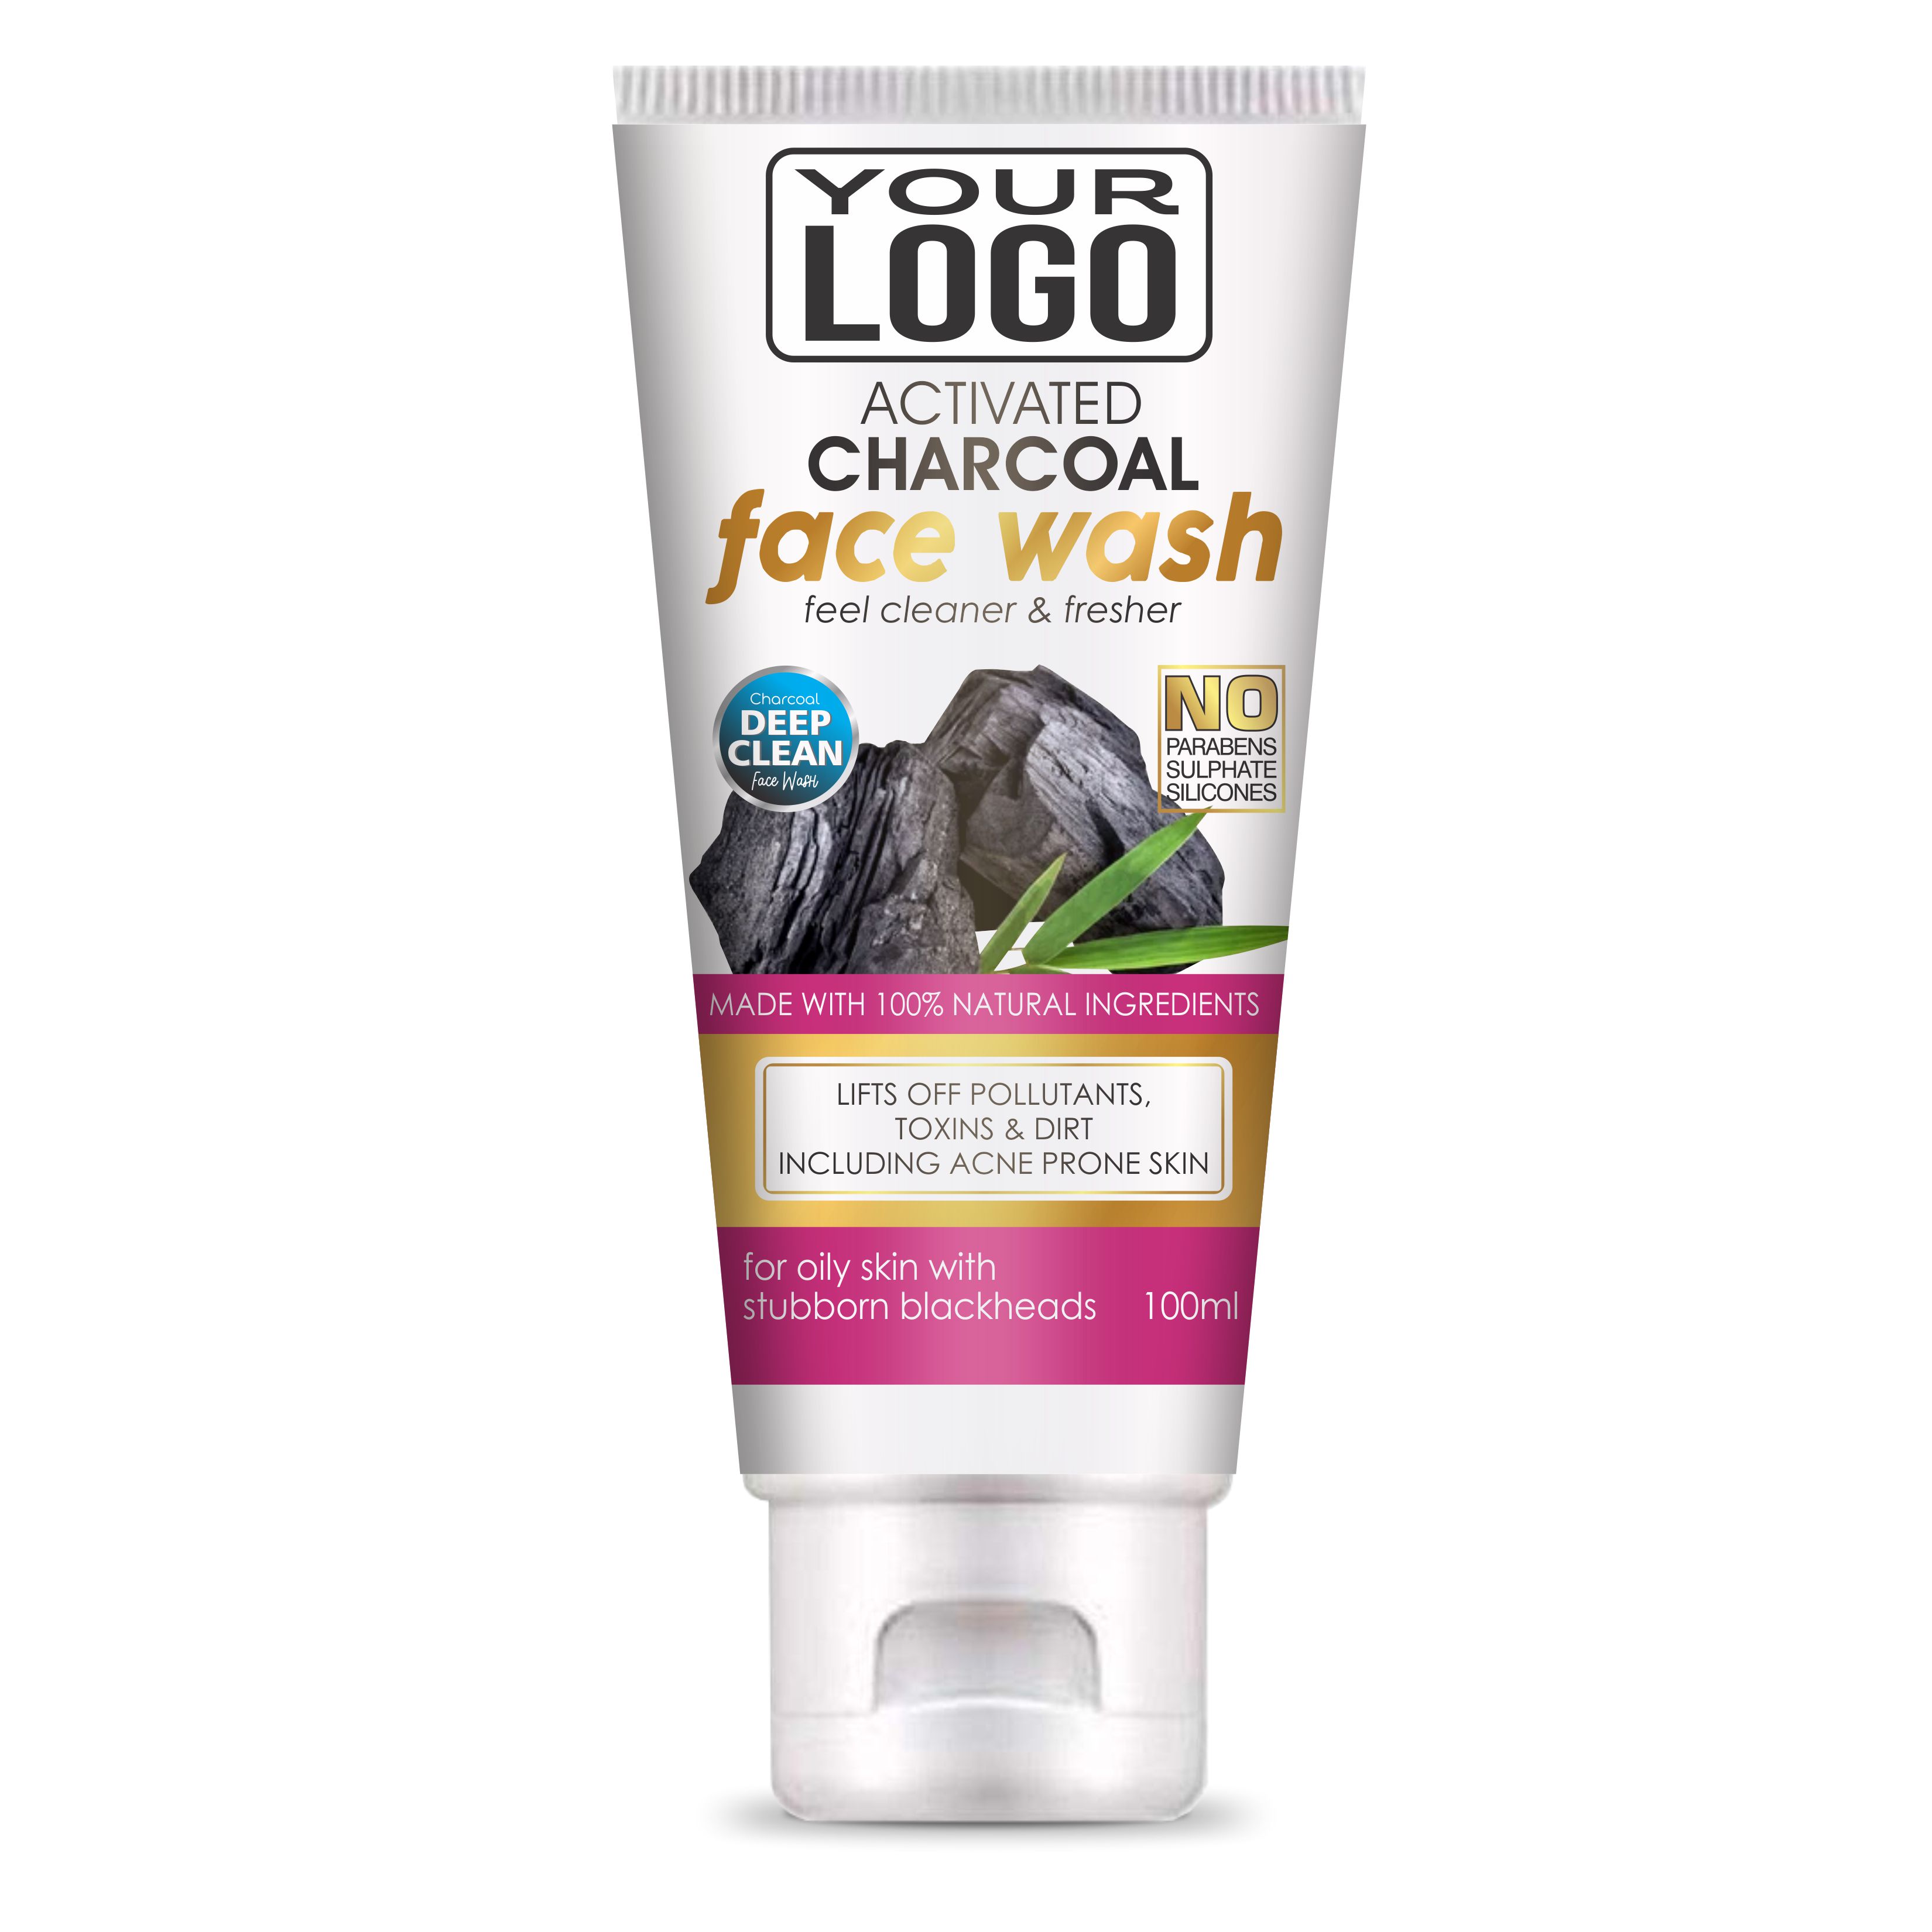 YOUR
LOGO
ACTIVATED
CHARCOAL
face wash
feel cleaner & fresher
Charcoal
DEEP
CLEAN
Face Wash
NO
PARABENS
SULPHATE
SILICONES
MADE WITH 100% NATURAL INGREDIENTS
LIFTS OFF POLLUTANTS,
TOXINS & DIRT
INCLUDING ACNE PRONE SKIN
for oily skin with
stubborn blackheads 100ml